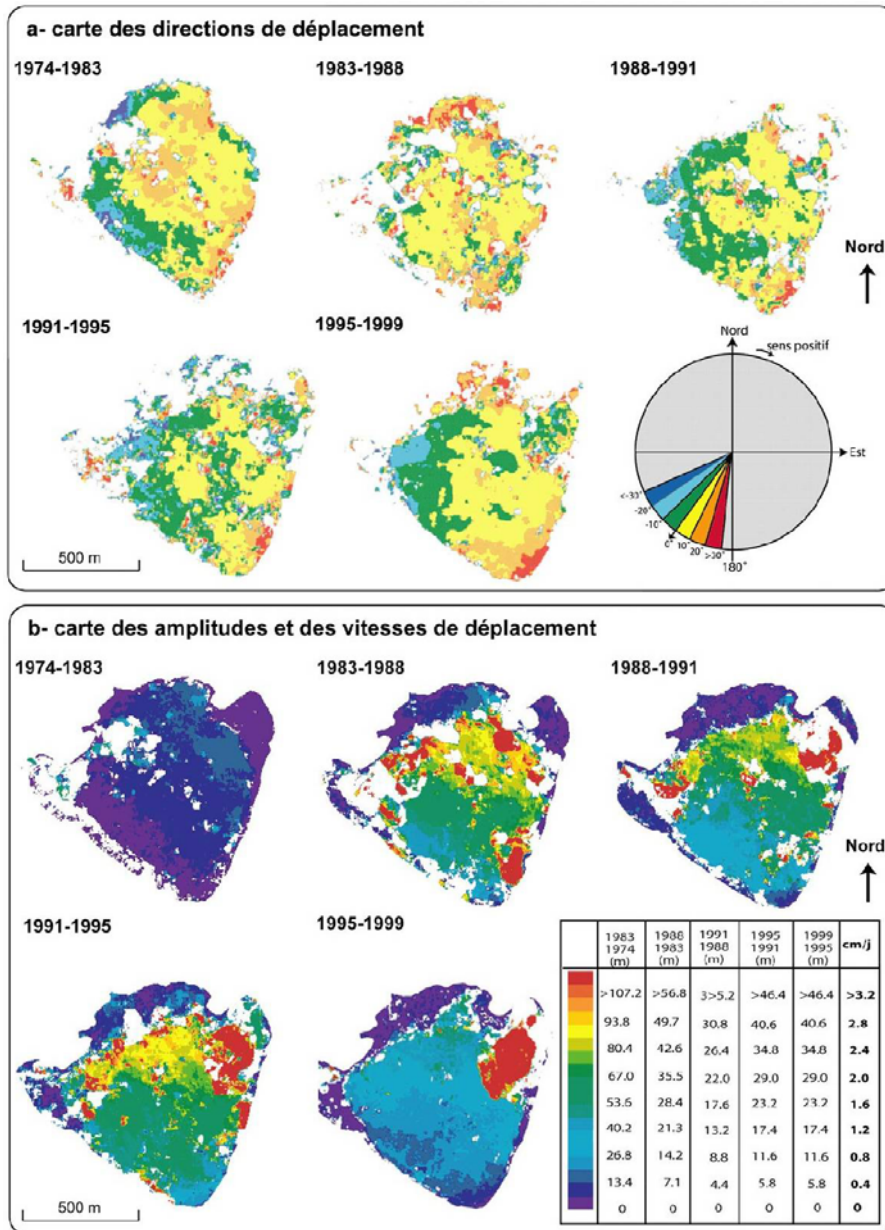 a- carte des directions de déplacement
1974-1983
1983-1988
1988-1991
Nord
1991-1995
1995-1999
Nord
sens positif
Est
<-30°
-20°
-10°
0°
10°
20°
>30°
180°
500 m
b- carte des amplitudes et des vitesses de déplacement
1974-1983
1983-1988
1988-1991
Nord
1991-1995
1995-1999
500 m
1983 1988 1991 1995 1999 cm/j
1974 1983 1988 1991 1995
(m) (m) (m) (m) (m)
>107.2 >56.8 3>5.2 >46.4 >46.4 >3.2
93.8 49.7 30.8 40.6 40.6 2.8
80.4 42.6 26.4 34.8 34.8 2.4
67.0 35.5 22.0 29.0 29.0 2.0
53.6 28.4 17.6 23.2 23.2 1.6
40.2 21.3 13.2 17.4 17.4 1.2
26.8 14.2 8.8 11.6 11.6 0.8
13.4 7.1 4.4 5.8 5.8 0.4
0 0 0 0 0 0